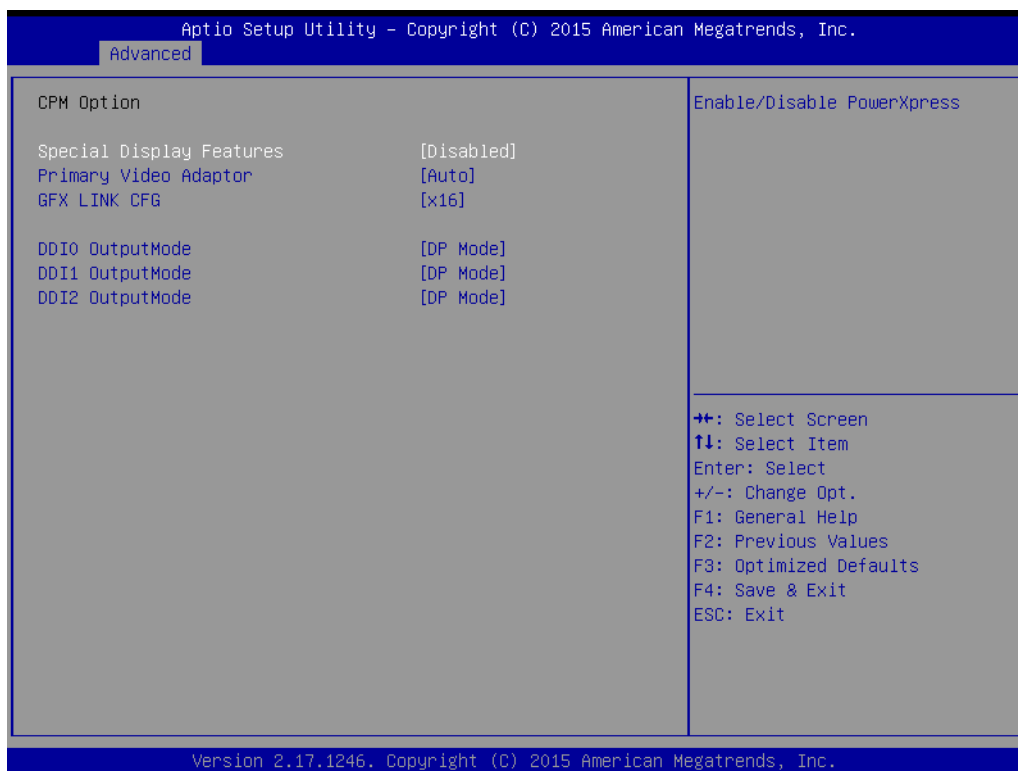 Aptio Setup Utility – Copyright (C) 2015 American Megatrends, Inc.
Advanced
CPM Option
Special Display Features [Disabled]
Primary Video Adaptor [Auto]
GFX LINK CFG [x16]
DDI0 OutputMode [DP Mode]
DDI1 OutputMode [DP Mode]
DDI2 OutputMode [DP Mode]
Enable/Disable PowerXpress
→←: Select Screen
↑↓: Select Item
Enter: Select
+/-: Change Opt.
F1: General Help
F2: Previous Values
F3: Optimized Defaults
F4: Save & Exit
ESC: Exit
Version 2.17.1246. Copyright (C) 2015 American Megatrends, Inc.